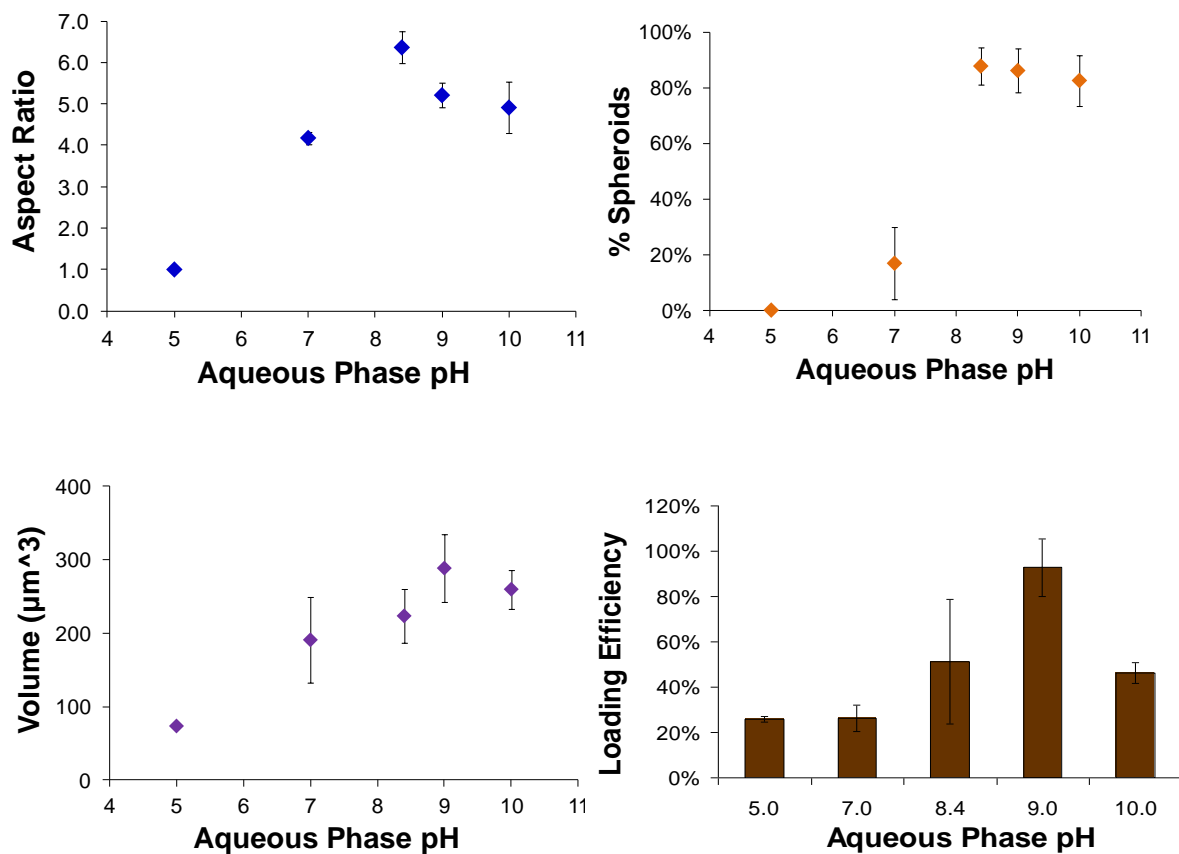 Aspect Ratio
7.0
6.0
5.0
4.0
3.0
2.0
1.0
0.0
4 5 6 7 8 9 10 11
Aqueous Phase pH
% Spheroids
100%
80%
60%
40%
20%
0%
4 5 6 7 8 9 10 11
Aqueous Phase pH
Volume (µm^3)
400
300
200
100
0
4 5 6 7 8 9 10 11
Aqueous Phase pH
Loading Efficiency
120%
100%
80%
60%
40%
20%
0%
5.0 7.0 8.4 9.0 10.0
Aqueous Phase pH